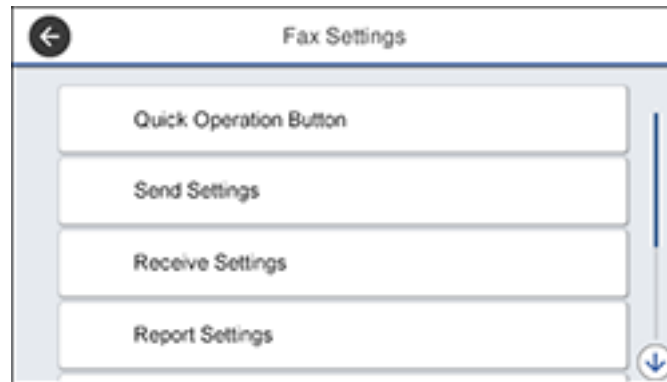 Fax Settings
Quick Operation Button
Send Settings
Receive Settings
Report Settings